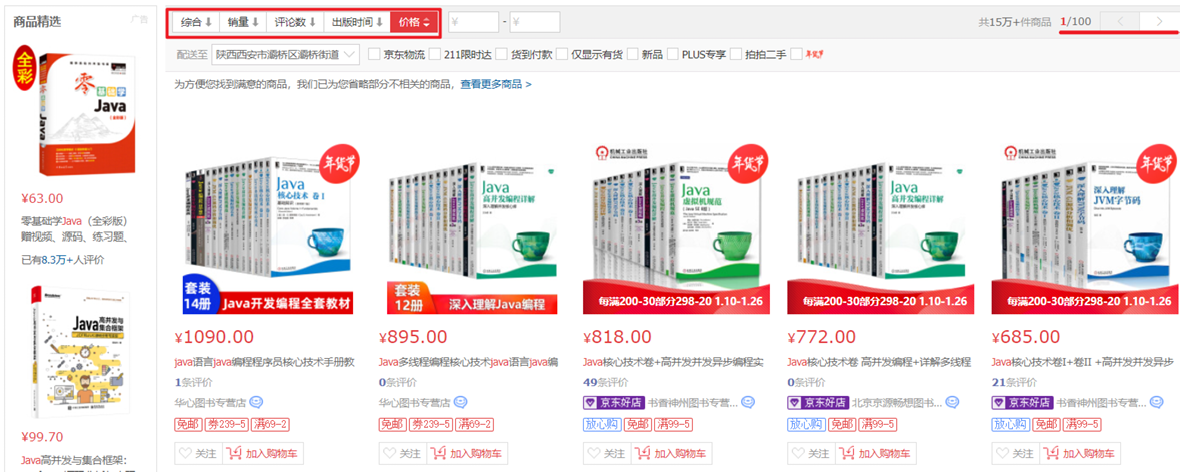 商品精选
广告
综合
销量
评论数
出版时间
价格
¥
-
¥
共15万+件商品
1/100
<
>
配送至
陕西西安市灞桥区灞桥街道
京东物流
211限时达
货到付款
仅显示有货
新品
PLUS专享
拍拍二手
年货节
为方便您找到满意的商品，我们已为您省略部分不相关的商品，查看更多商品 >
全彩
零基础学
Java
¥63.00
零基础学Java（全彩版）
赠视频、源码、练习题、
已有8.3万+人评价
Java高并发与
集合框架
¥99.70
Java高并发与集合框架：
年货节
Java
核心技术 卷Ⅰ
套装
14册
Java开发编程全套教材
¥1090.00
java语言java编程程序员核心技术手册教
1条评价
华心图书专营店
免邮
券239-5
满69-2
关注
加入购物车
Java
高并发编程详解
套装
12册
深入理解Java编程
¥895.00
Java多线程编程核心技术java语言java编
0条评价
华心图书专营店
免邮
券239-5
满69-2
关注
加入购物车
机械工业出版社
年货节
Java
虚拟机规范
每满200-30部分298-20 1.10-1.26
¥818.00
Java核心技术卷+高并发并发异步编程实
49条评价
京东好店
书香神州图书专营...
放心购
免邮
满99-5
关注
加入购物车
Java
高并发编程详解
每满200-30部分298-20 1.10-1.26
¥772.00
Java核心技术卷 高并发编程+详解多线程
0条评价
京东好店
北京京源畅想图书...
放心购
免邮
满99-5
关注
加入购物车
机械工业出版社
年货节
深入理解
JVM字节码
每满200-30部分298-20 1.10-1.26
¥685.00
Java核心技术卷I+卷II +高并发并发异步
21条评价
京东好店
书香神州图书专营...
放心购
免邮
满99-5
关注
加入购物车